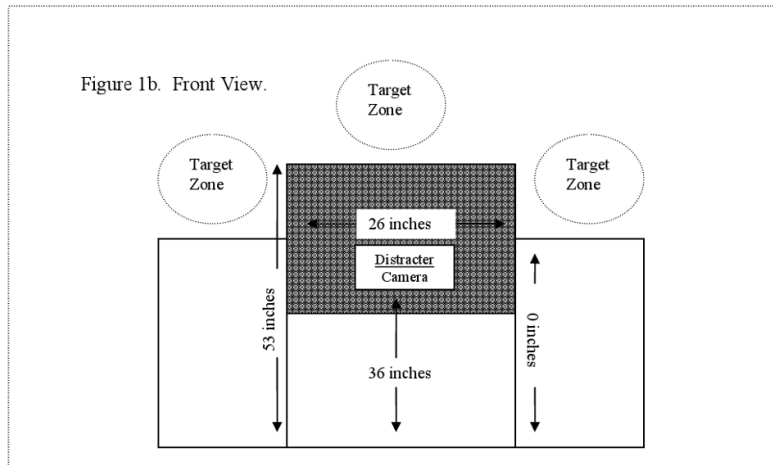 Figure 1b.  Front View.
Target
Zone
Target
Zone
Target
Zone
26 inches
Distracter
Camera
53 inches
36 inches
0 inches